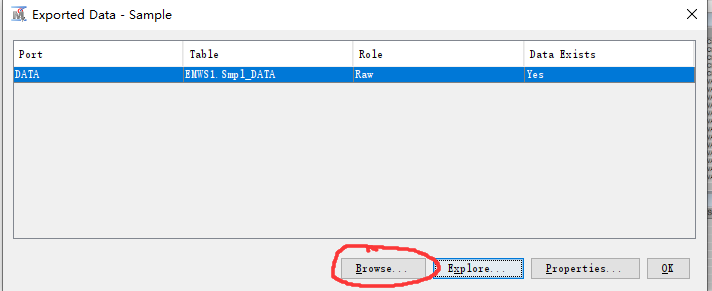 Exported Data - Sample
Port Table Role Data Exists
DATA EMWS1.Smpl_DATA Raw Yes
Browse... Explore... Properties... OK